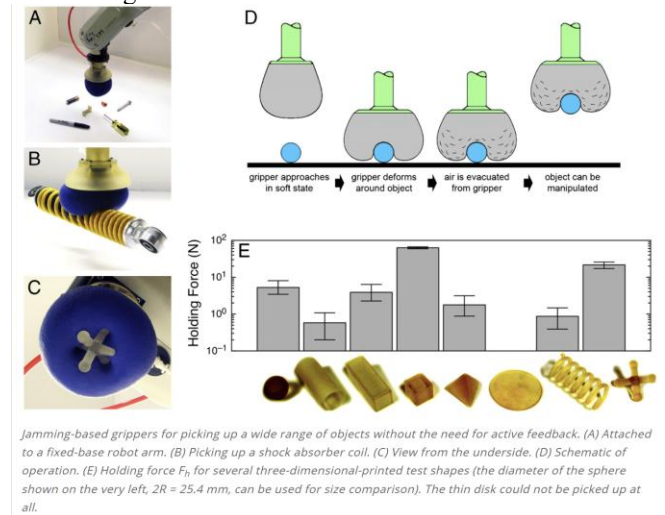 A
D
gripper approaches
in soft state
gripper deforms
around object
air is evacuated
from gripper
object can be
manipulated
B
C
E
Holding Force (N)
10²
10¹
10⁰
10⁻¹
Jamming-based grippers for picking up a wide range of objects without the need for active feedback. (A) Attached
to a fixed-base robot arm. (B) Picking up a shock absorber coil. (C) View from the underside. (D) Schematic of
operation. (E) Holding force Fₕ for several three-dimensional-printed test shapes (the diameter of the sphere
shown on the very left, 2R = 25.4 mm, can be used for size comparison). The thin disk could not be picked up at
all.